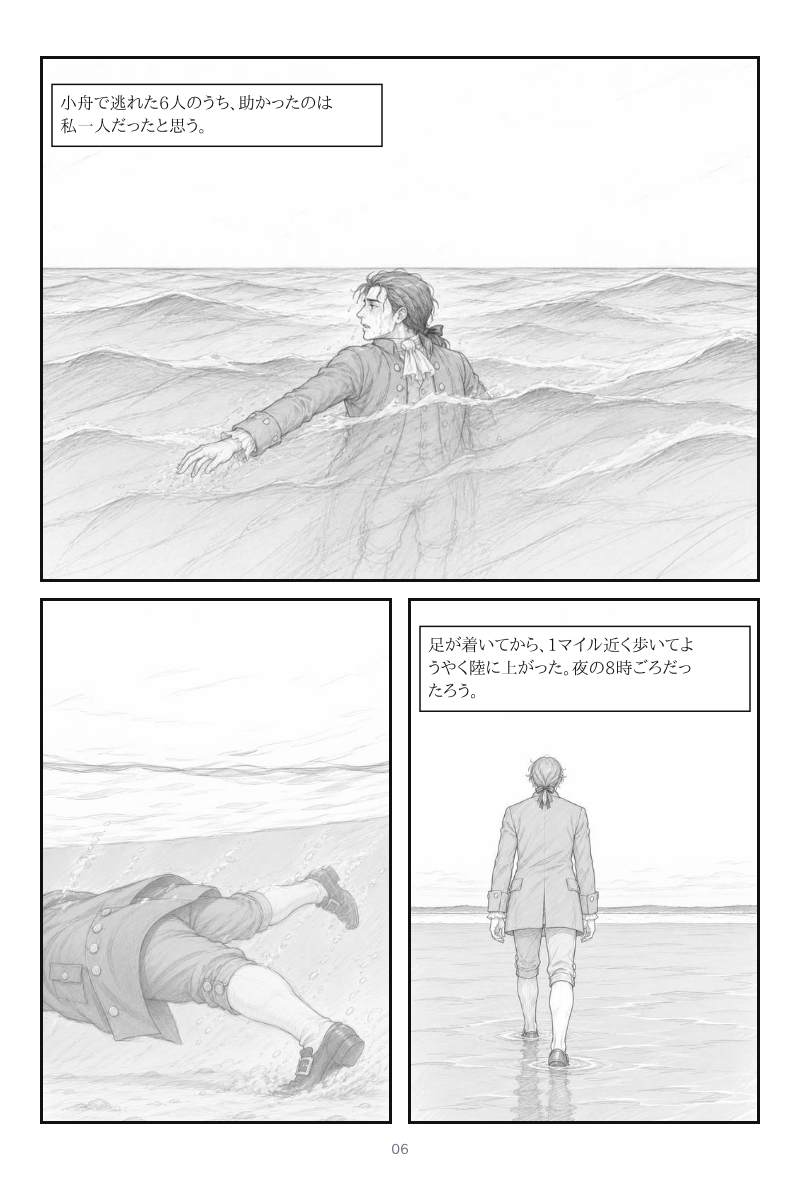 小舟で逃れた6人のうち、助かったのは
私一人だったと思う。
足が着いてから、1マイル近く歩いてよ
うやく陸に上がった。夜の8時ごろだっ
たろう。
06